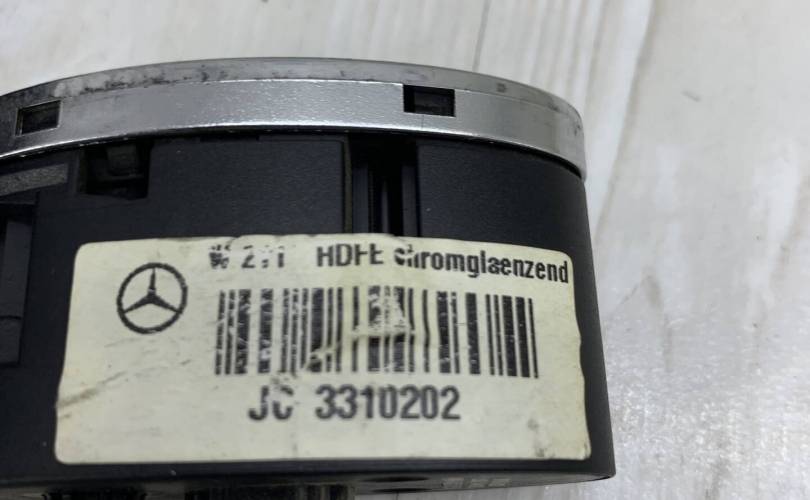 W 211 HDFE chromglaenzend
JC 3310202